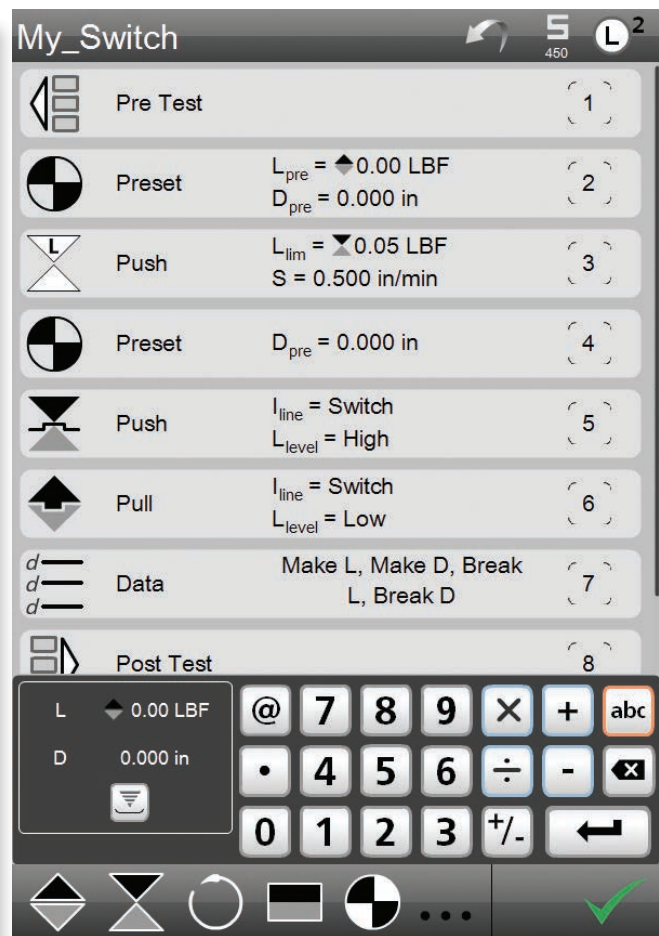 My_Switch
S
450
L 2
Pre Test
1
Preset
Lpre = 0.00 LBF
Dpre = 0.000 in
2
L
Push
Llim = 0.05 LBF
S = 0.500 in/min
3
Preset
Dpre = 0.000 in
4
Push
Iline = Switch
Llevel = High
5
Pull
Iline = Switch
Llevel = Low
6
d
d
d
Data
Make L, Make D, Break
L, Break D
7
Post Test
8
L 0.00 LBF
D 0.000 in
@ 7 8 9 × + abc
• 4 5 6 ÷ -
0 1 2 3 +/-
...